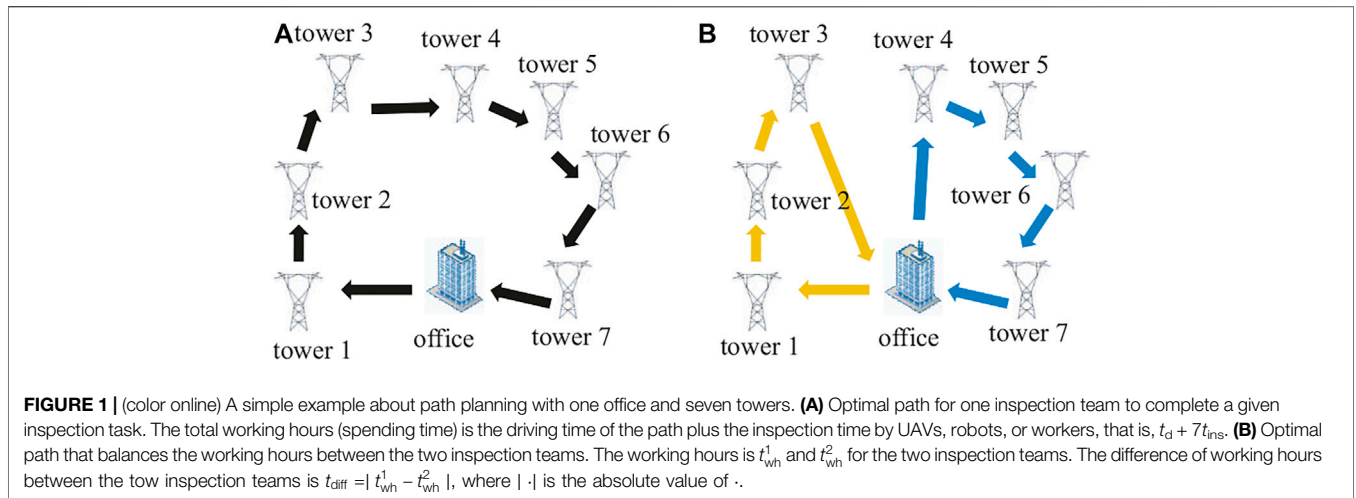 A
tower 3
tower 4
tower 5
tower 6
tower 2
tower 1
office
tower 7
B
tower 3
tower 4
tower 5
tower 2
tower 6
tower 1
office
tower 7
FIGURE 1 | (color online) A simple example about path planning with one office and seven towers. (A) Optimal path for one inspection team to complete a given
inspection task. The total working hours (spending time) is the driving time of the path plus the inspection time by UAVs, robots, or workers, that is, t_d + 7t_ins. (B) Optimal
path that balances the working hours between the two inspection teams. The working hours is t^1_wh and t^2_wh for the two inspection teams. The difference of working hours
between the tow inspection teams is t_diff =| t^1_wh – t^2_wh |, where | ·| is the absolute value of ·.